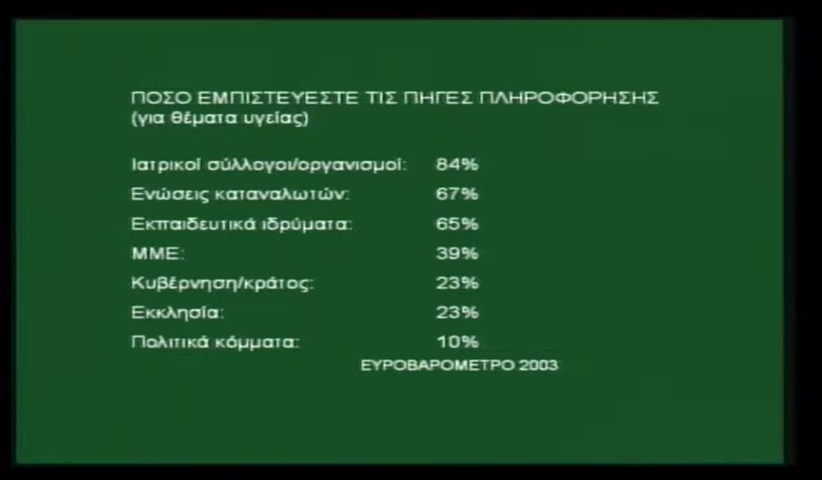 ΠΟΣΟ ΕΜΠΙΣΤΕΥΕΣΤΕ ΤΙΣ ΠΗΓΕΣ ΠΛΗΡΟΦΟΡΗΣΗΣ
(για θέματα υγείας)
Ιατρικοί σύλλογοι/οργανισμοί: 84%
Ενώσεις καταναλωτών: 67%
Εκπαιδευτικά ιδρύματα: 65%
ΜΜΕ: 39%
Κυβέρνηση/κράτος: 23%
Εκκλησία: 23%
Πολιτικά κόμματα: 10%
ΕΥΡΟΒΑΡΟΜΕΤΡΟ 2003